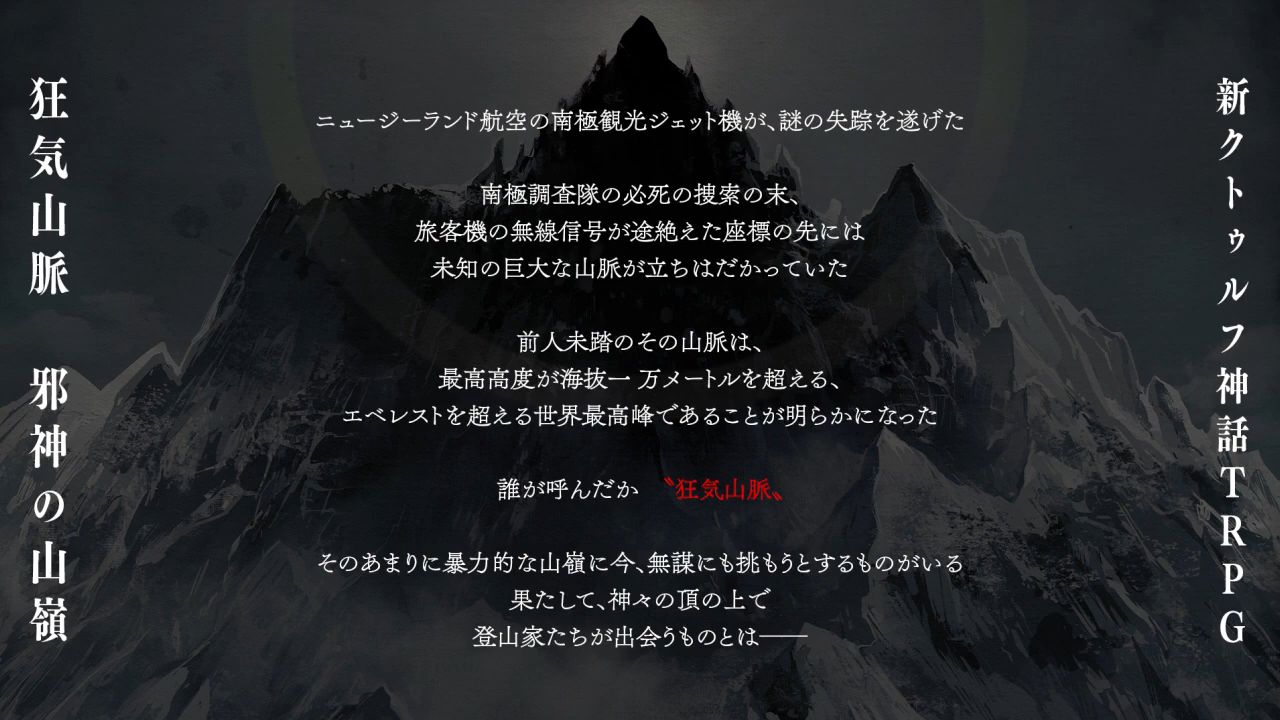 新クトゥルフ神話TRPG
狂気山脈 邪神の山嶺
ニュージーランド航空の南極観光ジェット機が、謎の失踪を遂げた
南極調査隊の必死の捜索の末、
旅客機の無線信号が途絶えた座標の先には
未知の巨大な山脈が立ちはだかっていた
前人未踏のその山脈は、
最高高度が海抜一万メートルを超える、
エベレストを超える世界最高峰であることが明らかになった
誰が呼んだか 〝狂気山脈〟
そのあまりに暴力的な山嶺に今、無謀にも挑もうとするものがいる
果たして、神々の頂の上で
登山家たちが出会うものとは――